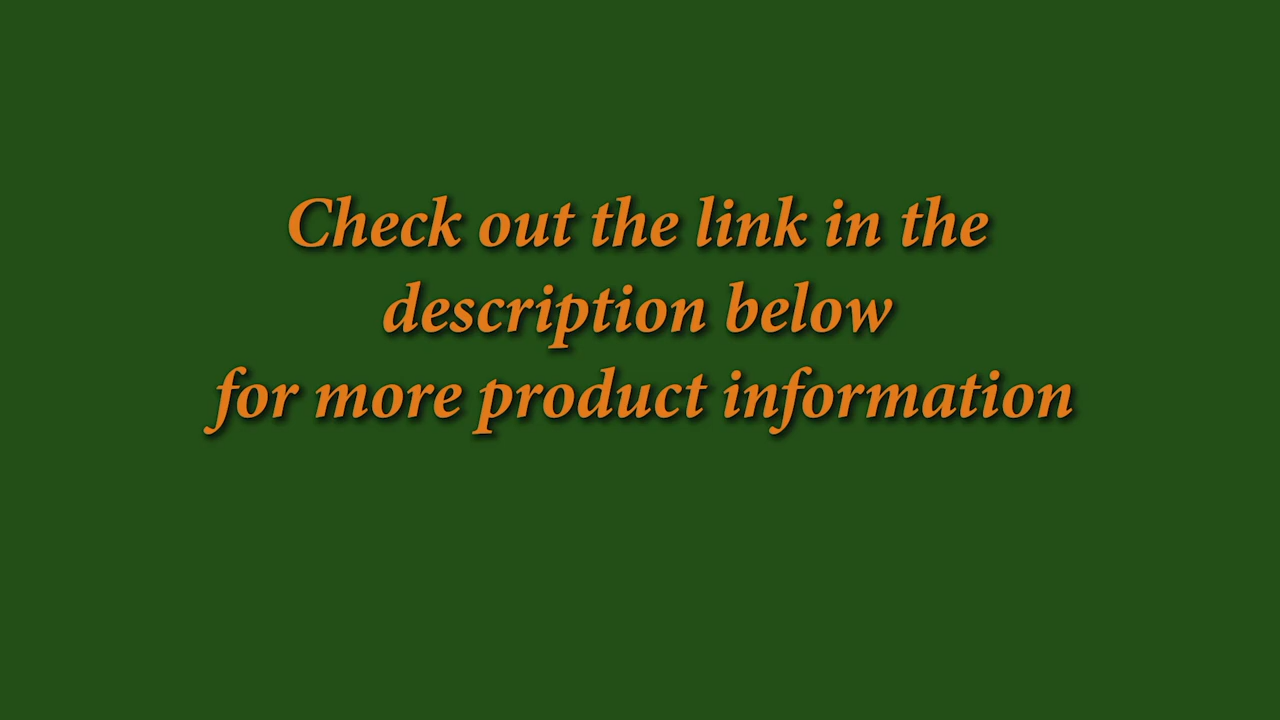 Check out the link in the
description below
for more product information